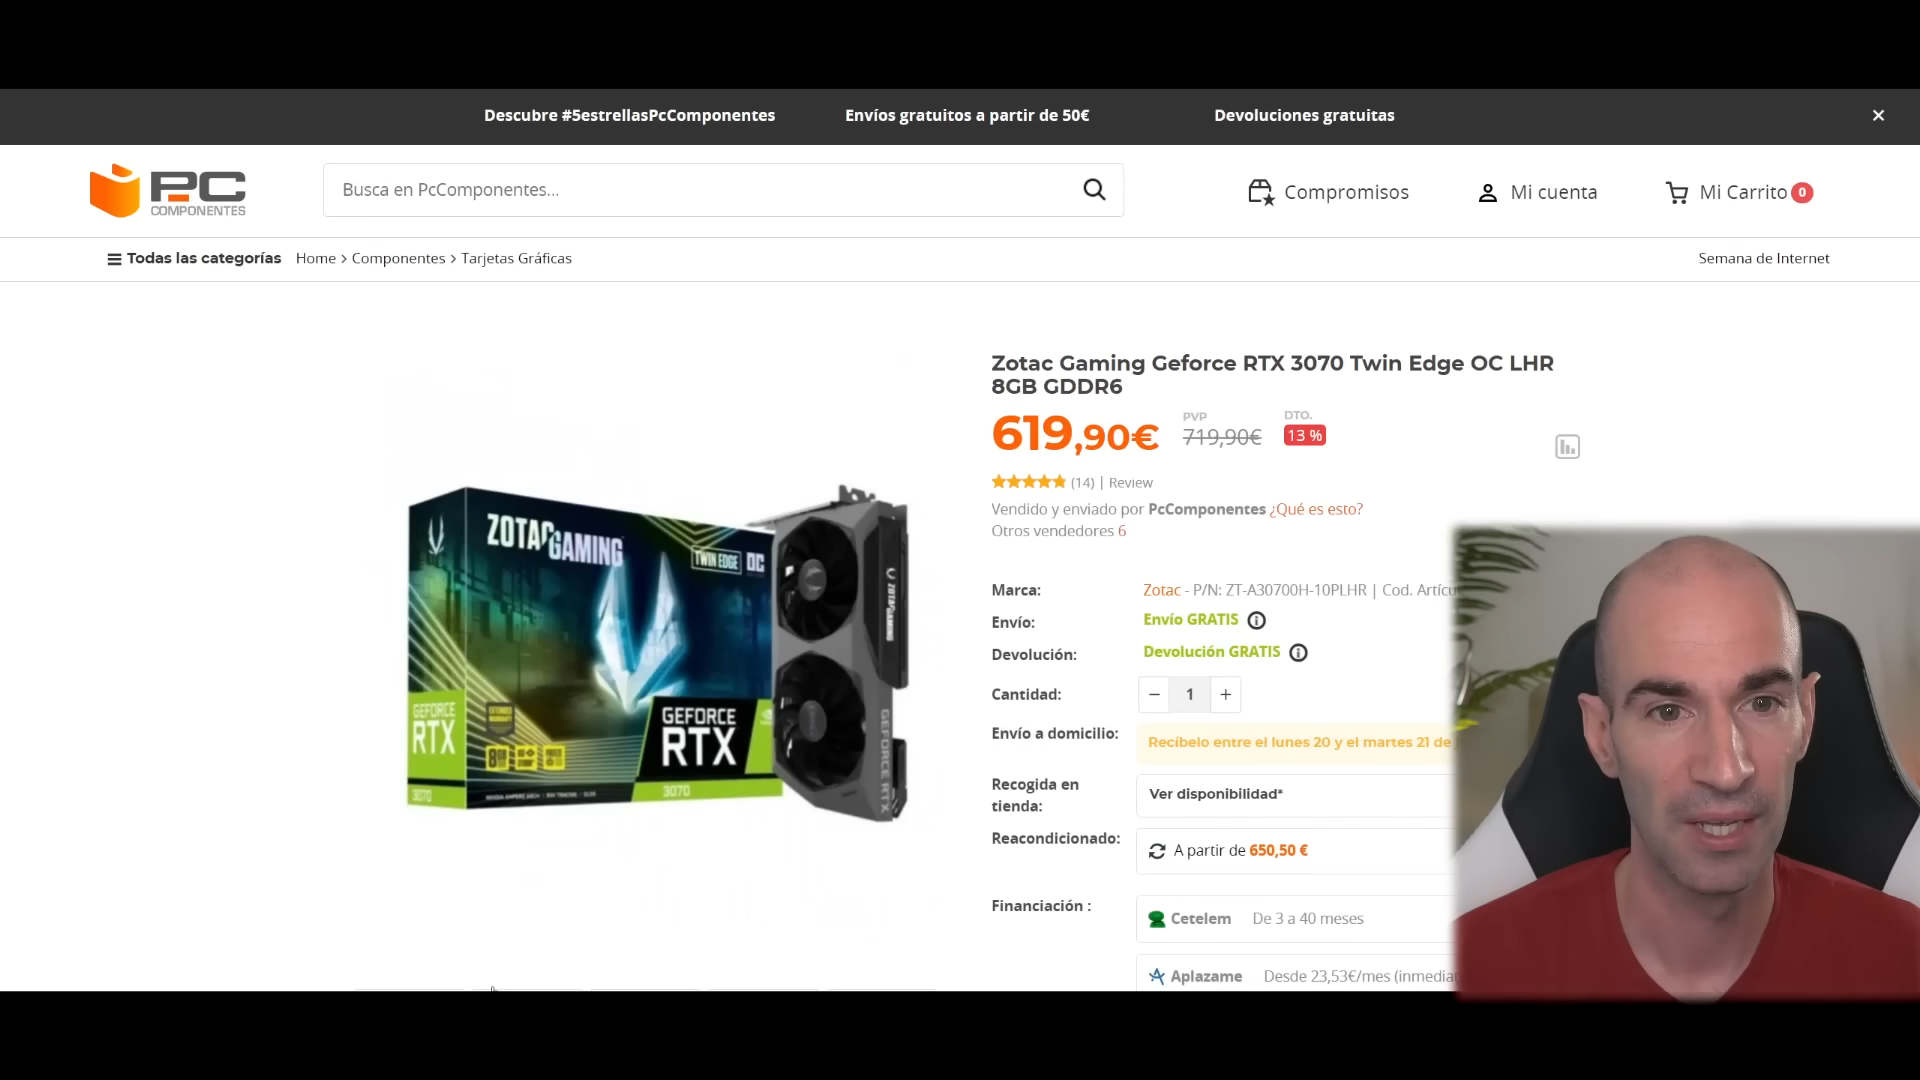 Descubre #5estrellasPcComponentes
Envíos gratuitos a partir de 50€
Devoluciones gratuitas
PC
COMPONENTES
Busca en PcComponentes...
Compromisos
Mi cuenta
Mi Carrito 0
Todas las categorías
Home > Componentes > Tarjetas Gráficas
Semana de Internet
Zotac Gaming Geforce RTX 3070 Twin Edge OC LHR
8GB GDDR6
619,90€
PVP
719,90€
DTO.
13 %
(14) | Review
Vendido y enviado por PcComponentes ¿Qué es esto?
Otros vendedores 6
Marca:
Zotac - P/N: ZT-A30700H-10PLHR | Cod. Artícu
Envío:
Envío GRATIS
Devolución:
Devolución GRATIS
Cantidad:
− 1 +
Envío a domicilio:
Recíbelo entre el lunes 20 y el martes 21 de
Recogida en
tienda:
Ver disponibilidad*
Reacondicionado:
A partir de 650,50 €
Financiación :
Cetelem De 3 a 40 meses
Aplazame Desde 23,53€/mes (inmedia
ZOTAC GAMING
TWIN EDGE OC
GEFORCE
RTX
GEFORCE
RTX
8GB
3070
3070
ZOTAC GAMING
GEFORCE RTX